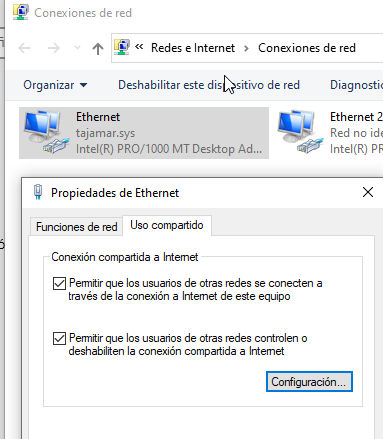 Conexiones de red
Redes e Internet > Conexiones de red
Organizar
Deshabilitar este dispositivo de red
Diagnostic
Ethernet
tajamar.sys
Intel(R) PRO/1000 MT Desktop Ad...
Ethernet 2
Red no ide
Intel(R) PR
Propiedades de Ethernet
Funciones de red
Uso compartido
Conexión compartida a Internet
Permitir que los usuarios de otras redes se conecten a
través de la conexión a Internet de este equipo
Permitir que los usuarios de otras redes controlen o
deshabiliten la conexión compartida a Internet
Configuración...